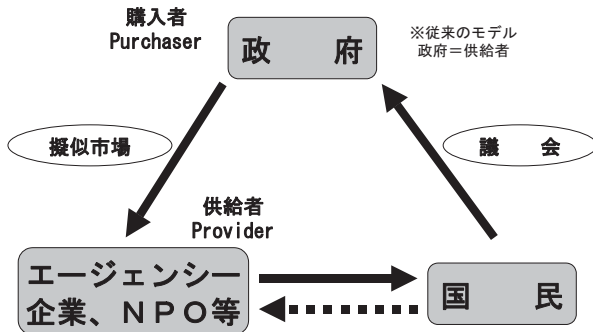 購入者
Purchaser
政　府
※従来のモデル
政府＝供給者
擬似市場
議　会
供給者
Provider
エージェンシー
企業、ＮＰＯ等
国　民